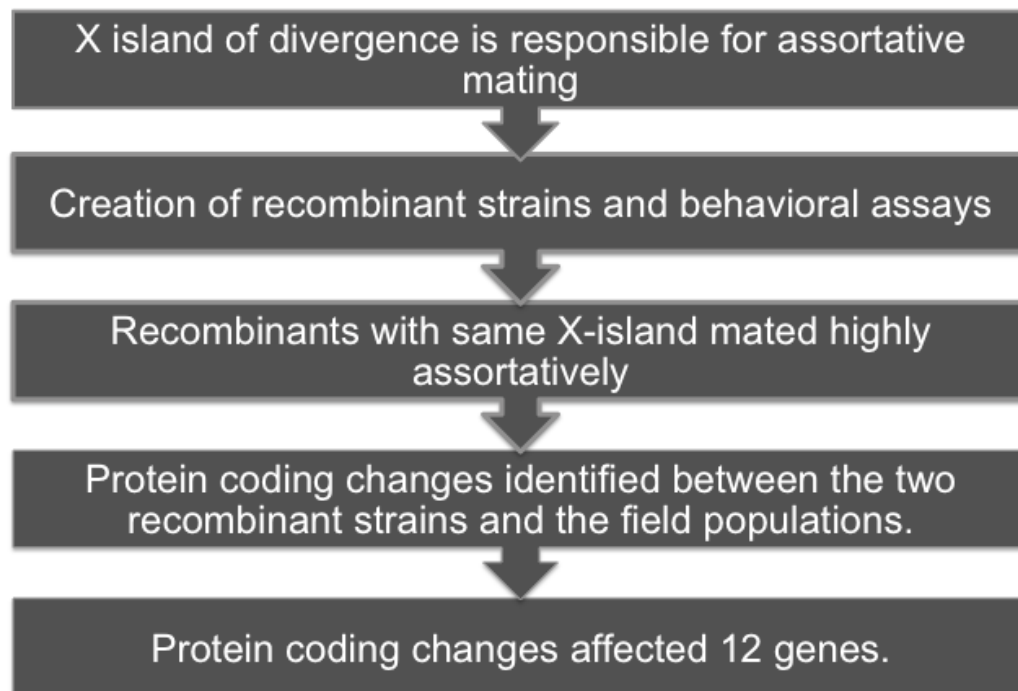 X island of divergence is responsible for assortative
mating
Creation of recombinant strains and behavioral assays
Recombinants with same X-island mated highly
assortatively
Protein coding changes identified between the two
recombinant strains and the field populations.
Protein coding changes affected 12 genes.